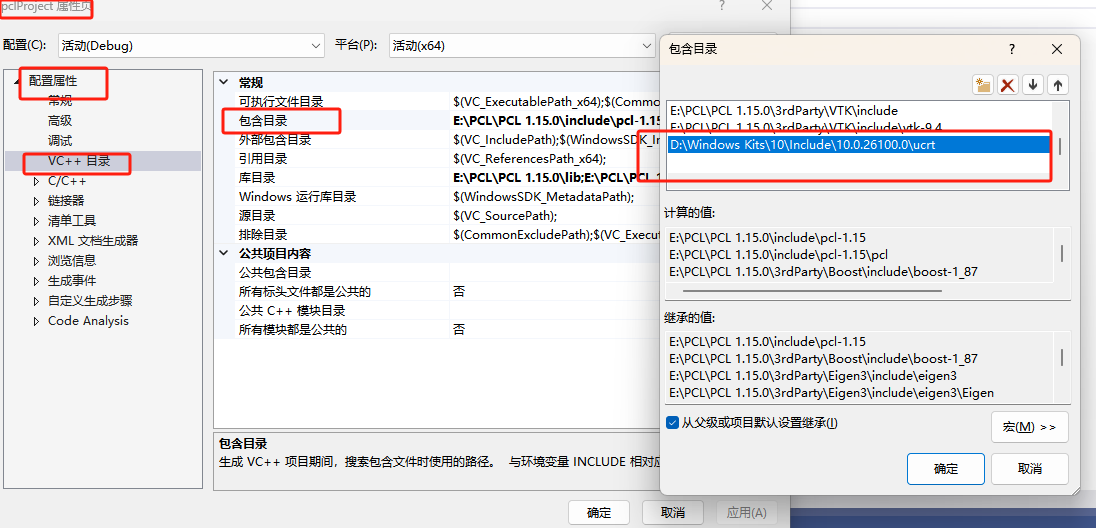 pclProject 属性页
配置(C):
活动(Debug)
平台(P):
活动(x64)
配置属性
常规
高级
调试
VC++ 目录
C/C++
链接器
清单工具
XML 文档生成器
浏览信息
生成事件
自定义生成步骤
Code Analysis
常规
可执行文件目录 $(VC_ExecutablePath_x64);$(Commo
包含目录 E:\PCL\PCL 1.15.0\include\pcl-1.15
外部包含目录 $(VC_IncludePath);$(WindowsSDK_In
引用目录 $(VC_ReferencesPath_x64);
库目录 E:\PCL\PCL 1.15.0\lib;E:\PCL\PCL 1
Windows 运行库目录 $(WindowsSDK_MetadataPath);
源目录 $(VC_SourcePath);
排除目录 $(CommonExcludePath);$(VC_Execut
公共项目内容
公共包含目录
所有标头文件都是公共的 否
公共 C++ 模块目录
所有模块都是公共的 否
包含目录
生成 VC++ 项目期间，搜索包含文件时使用的路径。 与环境变量 INCLUDE 相对应
确定
取消
应用(A)
包含目录
E:\PCL\PCL 1.15.0\3rdParty\VTK\include
E:\PCL\PCL 1.15.0\3rdParty\VTK\include\vtk-9.4
D:\Windows Kits\10\Include\10.0.26100.0\ucrt
计算的值:
E:\PCL\PCL 1.15.0\include\pcl-1.15
E:\PCL\PCL 1.15.0\include\pcl-1.15\pcl
E:\PCL\PCL 1.15.0\3rdParty\Boost\include\boost-1_87
继承的值:
E:\PCL\PCL 1.15.0\include\pcl-1.15
E:\PCL\PCL 1.15.0\3rdParty\Boost\include\boost-1_87
E:\PCL\PCL 1.15.0\3rdParty\Eigen3\include\eigen3
E:\PCL\PCL 1.15.0\3rdParty\Eigen3\include\eigen3\Eigen
从父级或项目默认设置继承(I)
宏(M) >>
确定
取消